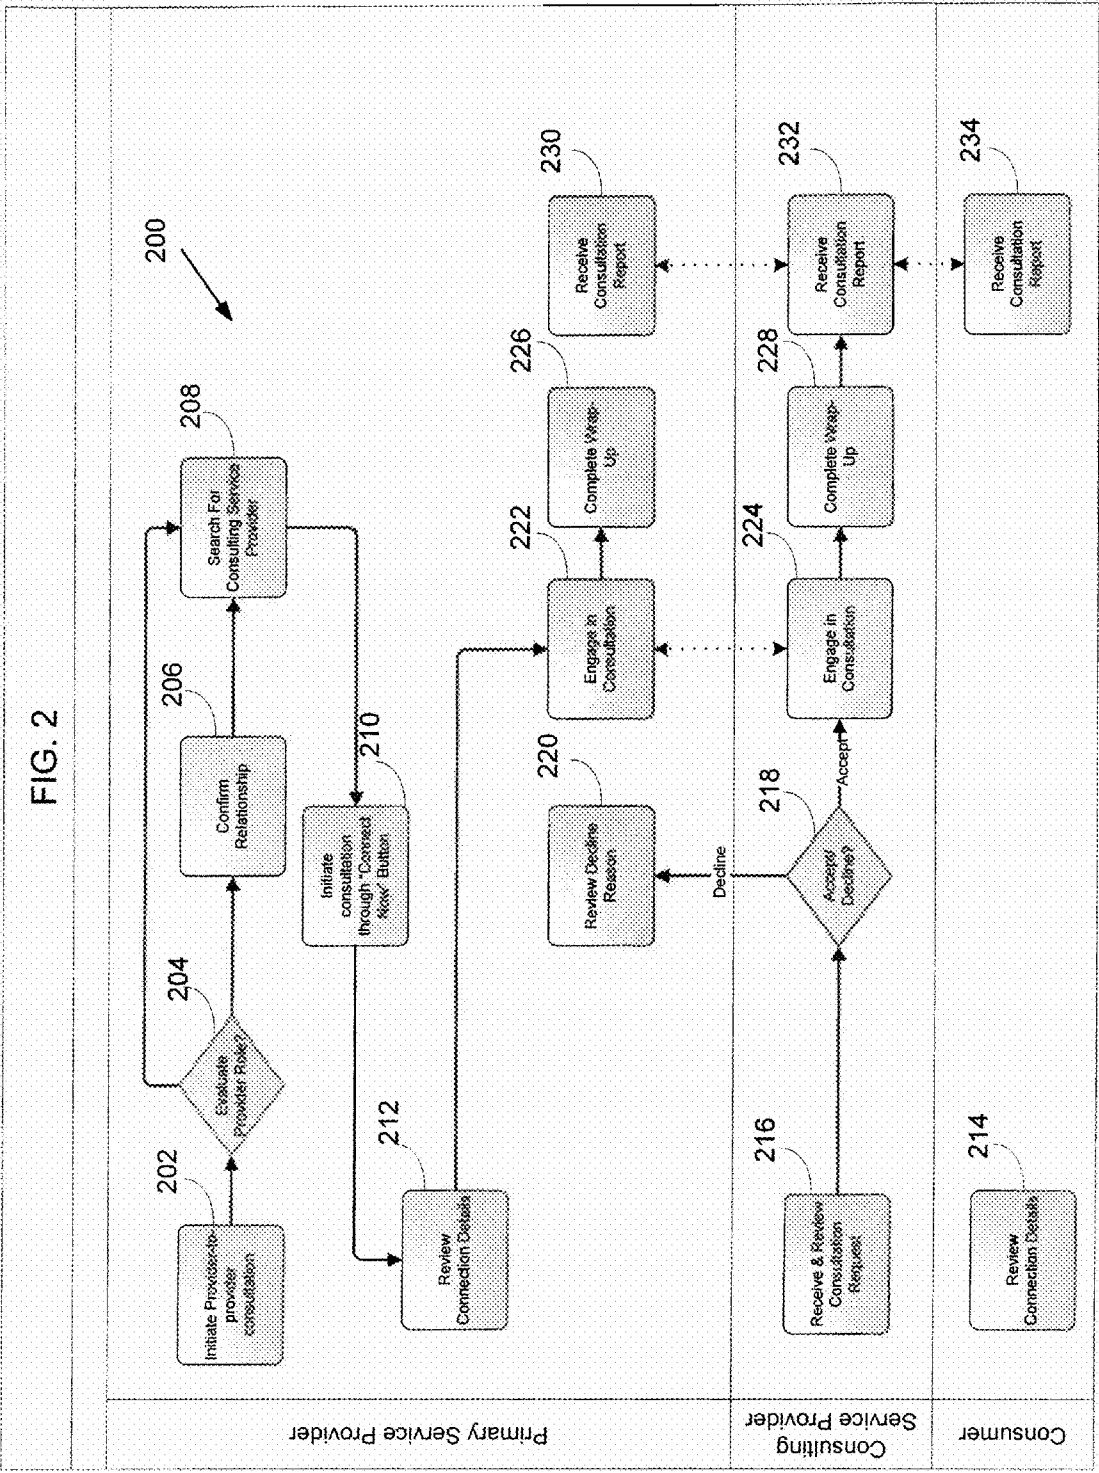 FIG. 2
200
Primary Service Provider
202
Initiate Provider-to-
provider
consultation
204
Evaluate
Provider Role?
206
Confirm
Relationship
208
Search For
Consulting Service
Provider
210
Initiate
consultation
through "Connect
Now" Button
212
Review
Connection Details
220
Review Decline
Reason
222
Engage in
Consultation
226
Complete Wrap-
Up
230
Receive
Consultation
Report
Consulting
Service Provider
216
Receive & Review
Consultation
Request
218
Accept/
Decline?
Decline
Accept
224
Engage in
Consultation
228
Complete Wrap-
Up
232
Receive
Consultation
Report
Consumer
214
Review
Connection Details
234
Receive
Consultation
Report